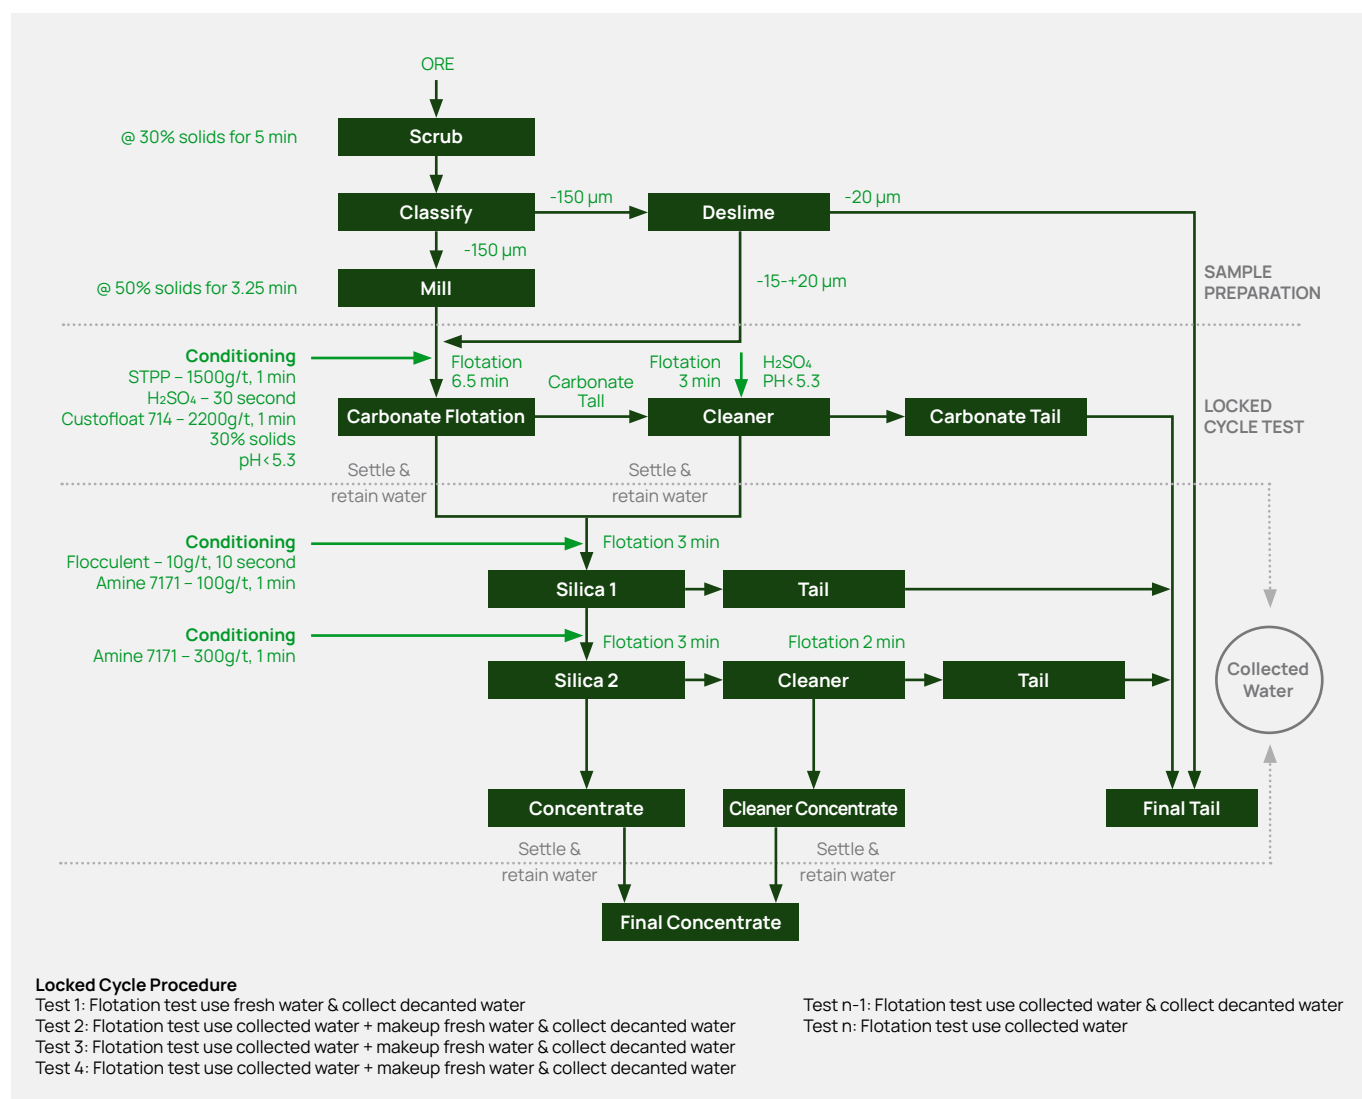 ORE
@ 30% solids for 5 min
Scrub
Classify
-150 µm
Deslime
-20 µm
-150 µm
@ 50% solids for 3.25 min
Mill
-15-+20 µm
SAMPLE
PREPARATION
Conditioning
STPP – 1500g/t, 1 min
H₂SO₄ – 30 second
Custofloat 714 – 2200g/t, 1 min
30% solids
pH<5.3
Flotation
6.5 min
Carbonate
Tall
Flotation
3 min
H₂SO₄
PH<5.3
Carbonate Flotation
Cleaner
Carbonate Tail
LOCKED
CYCLE TEST
Settle &
retain water
Settle &
retain water
Conditioning
Flocculent – 10g/t, 10 second
Amine 7171 – 100g/t, 1 min
Flotation 3 min
Silica 1
Tail
Conditioning
Amine 7171 – 300g/t, 1 min
Flotation 3 min
Flotation 2 min
Silica 2
Cleaner
Tail
Collected
Water
Concentrate
Cleaner Concentrate
Final Tail
Settle &
retain water
Settle &
retain water
Final Concentrate
Locked Cycle Procedure
Test 1: Flotation test use fresh water & collect decanted water
Test 2: Flotation test use collected water + makeup fresh water & collect decanted water
Test 3: Flotation test use collected water + makeup fresh water & collect decanted water
Test 4: Flotation test use collected water + makeup fresh water & collect decanted water
Test n-1: Flotation test use collected water & collect decanted water
Test n: Flotation test use collected water